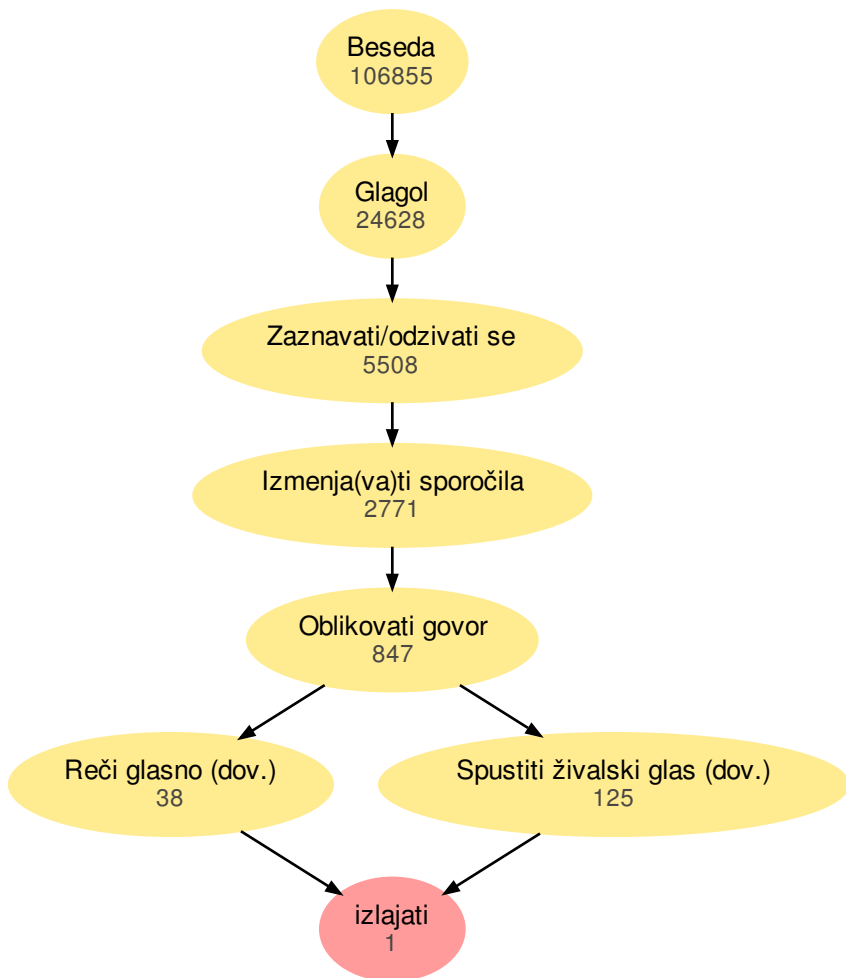 Beseda
106855
Glagol
24628
Zaznavati/odzivati se
5508
Izmenja(va)ti sporočila
2771
Oblikovati govor
847
Reči glasno (dov.)
38
Spustiti živalski glas (dov.)
125
izlajati
1